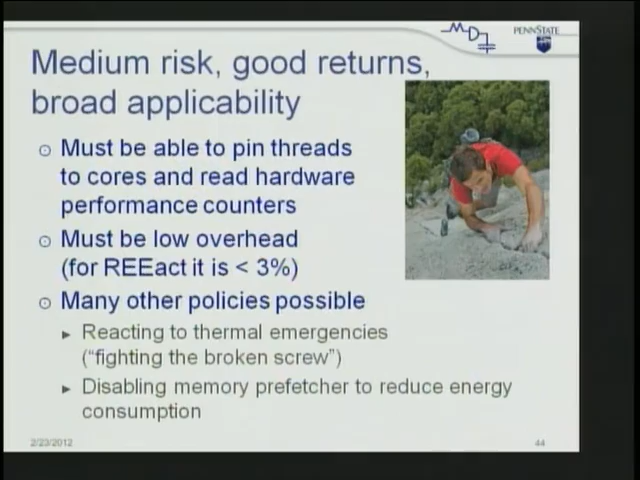 PENNSTATE
Medium risk, good returns,
broad applicability
Must be able to pin threads
to cores and read hardware
performance counters
Must be low overhead
(for REEact it is < 3%)
Many other policies possible
Reacting to thermal emergencies
("fighting the broken screw")
Disabling memory prefetcher to reduce energy
consumption
2/23/2012
44